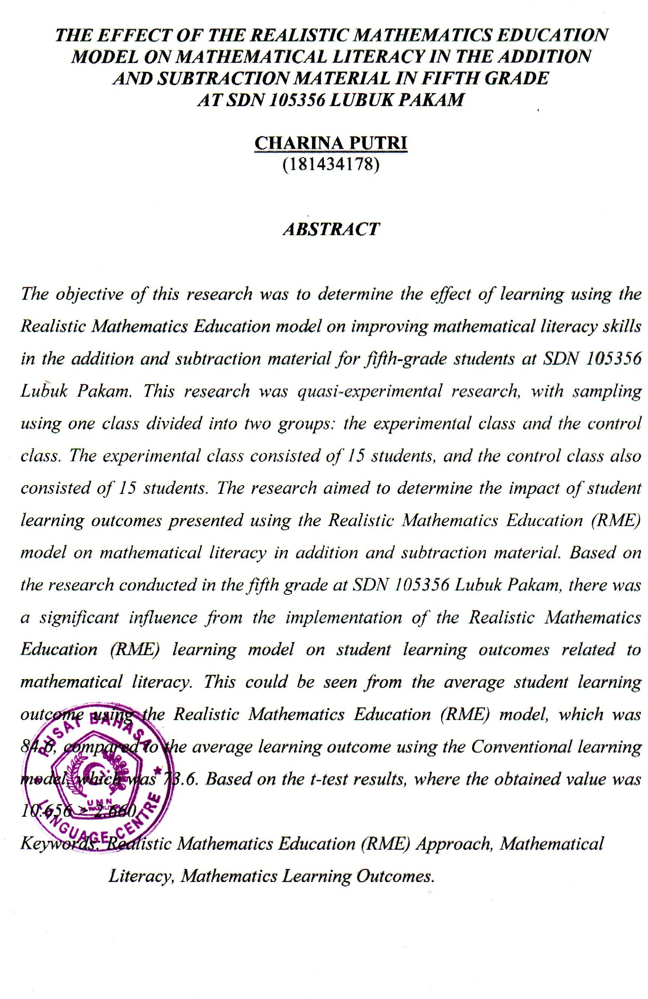 THE EFFECT OF THE REALISTIC MATHEMATICS EDUCATION
MODEL ON MATHEMATICAL LITERACY IN THE ADDITION
AND SUBTRACTION MATERIAL IN FIFTH GRADE
AT SDN 105356 LUBUK PAKAM
CHARINA PUTRI
(181434178)
ABSTRACT
The objective of this research was to determine the effect of learning using the
Realistic Mathematics Education model on improving mathematical literacy skills
in the addition and subtraction material for fifth-grade students at SDN 105356
Lubuk Pakam. This research was quasi-experimental research, with sampling
using one class divided into two groups: the experimental class and the control
class. The experimental class consisted of 15 students, and the control class also
consisted of 15 students. The research aimed to determine the impact of student
learning outcomes presented using the Realistic Mathematics Education (RME)
model on mathematical literacy in addition and subtraction material. Based on
the research conducted in the fifth grade at SDN 105356 Lubuk Pakam, there was
a significant influence from the implementation of the Realistic Mathematics
Education (RME) learning model on student learning outcomes related to
mathematical literacy. This could be seen from the average student learning
outcome using the Realistic Mathematics Education (RME) model, which was
84.6, compared to the average learning outcome using the Conventional learning
model, which was 73.6. Based on the t-test results, where the obtained value was
10.656 > 2.660.
Keywords: Realistic Mathematics Education (RME) Approach, Mathematical
Literacy, Mathematics Learning Outcomes.
PUSAT BAHASA
UMN
AL WASHLIYAH
LANGUAGE CENTRE